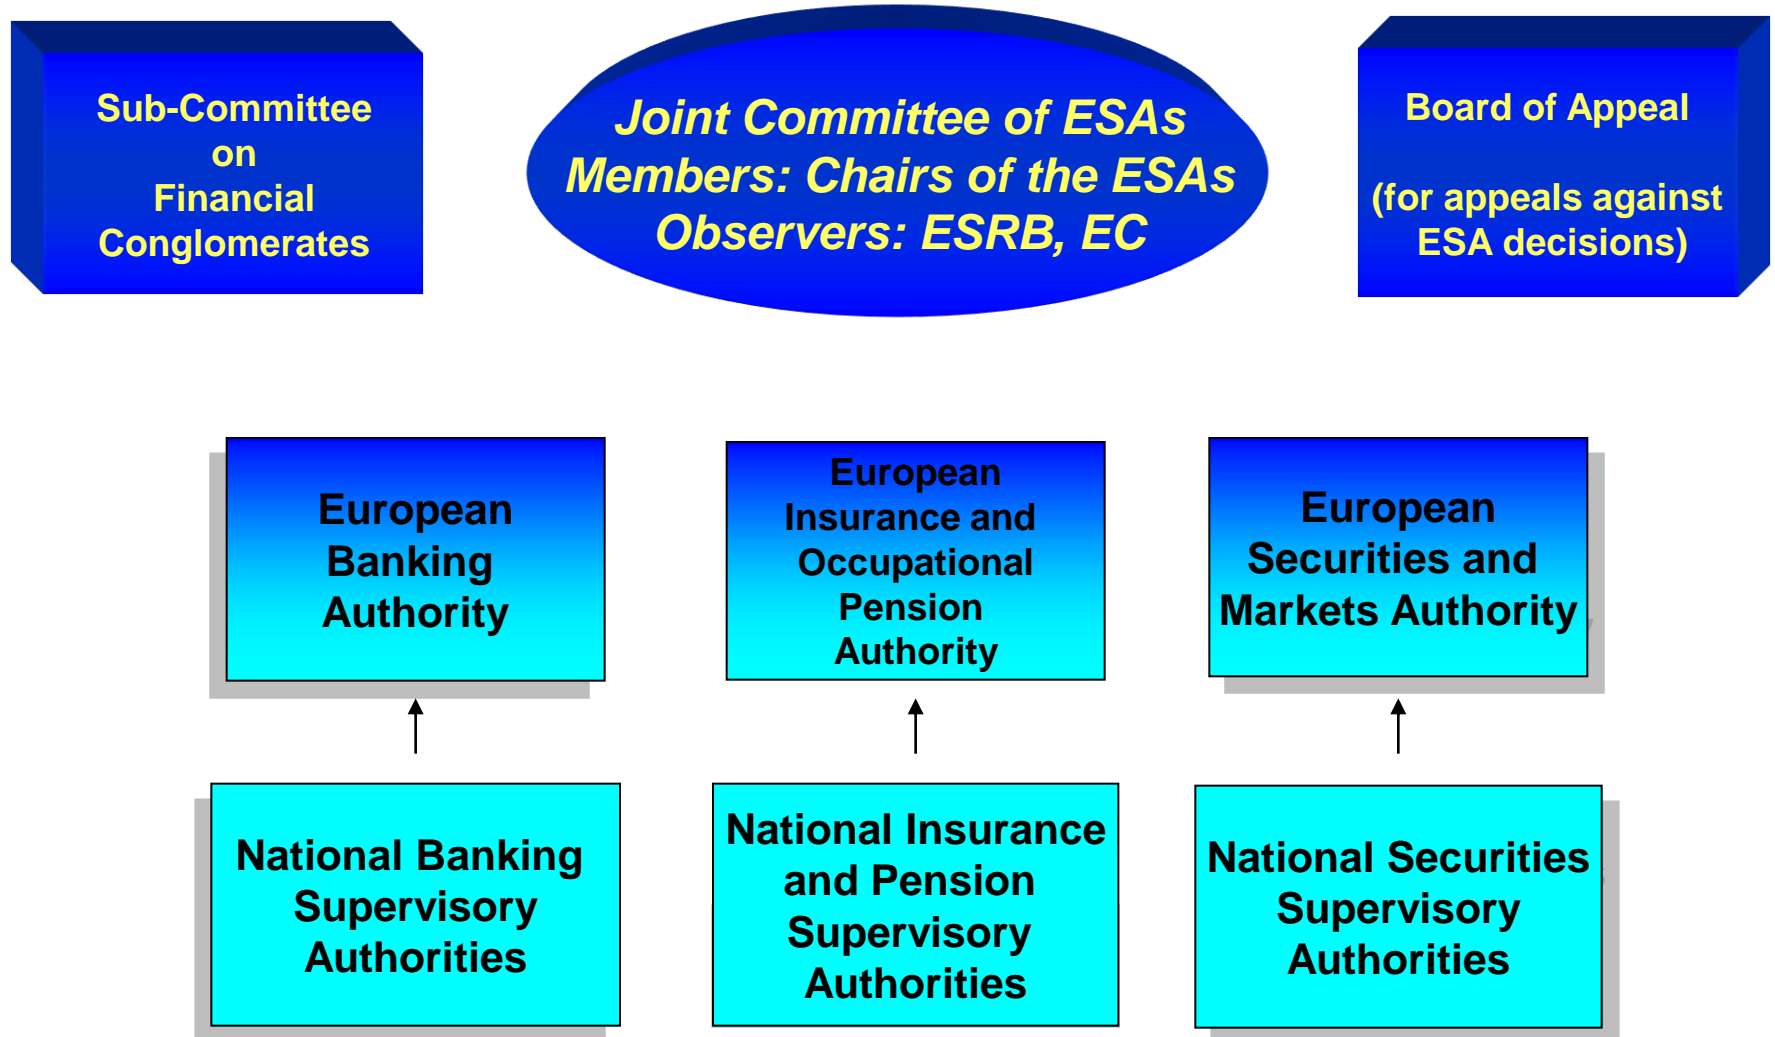 Sub-Committee
on
Financial
Conglomerates
Joint Committee of ESAs
Members: Chairs of the ESAs
Observers: ESRB, EC
Board of Appeal
(for appeals against
ESA decisions)
European
Banking
Authority
European
Insurance and
Occupational
Pension
Authority
European
Securities and
Markets Authority
National Banking
Supervisory
Authorities
National Insurance
and Pension
Supervisory
Authorities
National Securities
Supervisory
Authorities